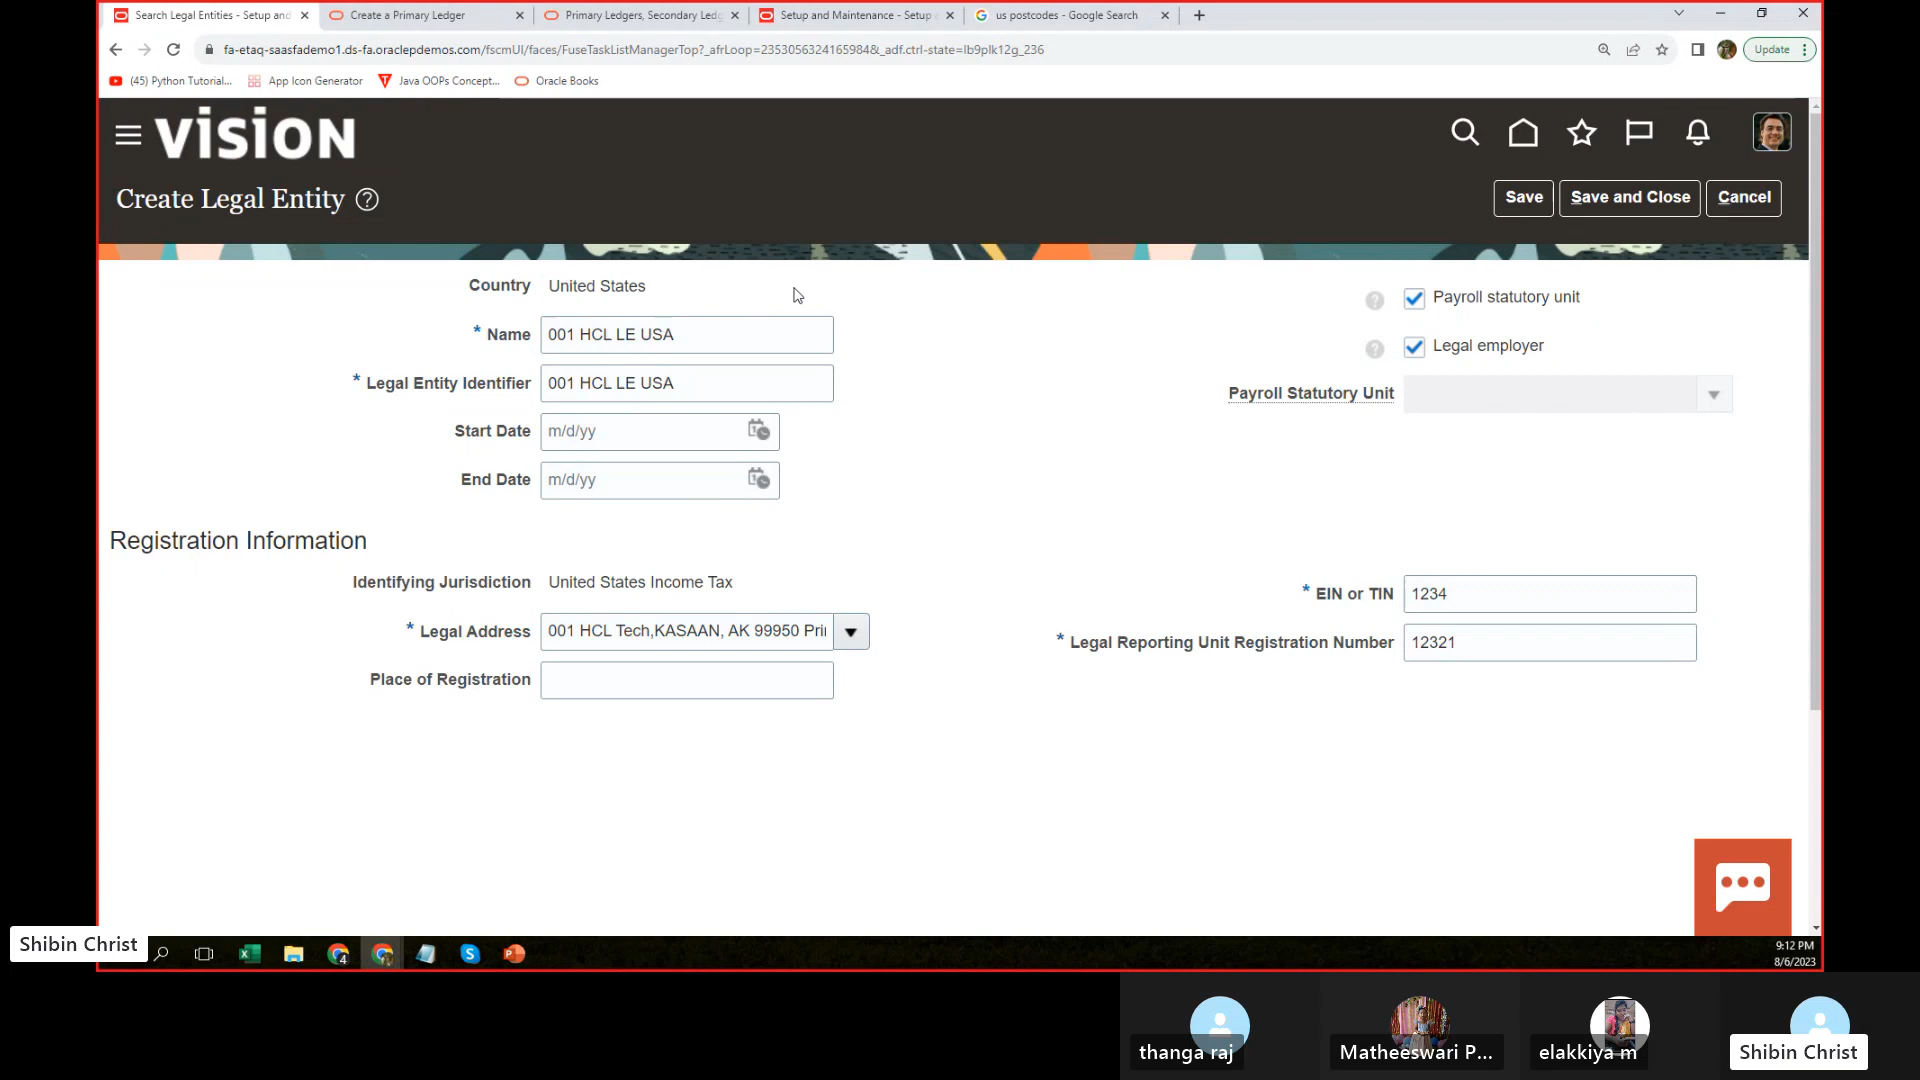 Search Legal Entities - Setup and
Create a Primary Ledger
Primary Ledgers, Secondary Led
Setup and Maintenance - Setup
us postcodes - Google Search
fa-etaq-saasfademo1.ds-fa.oraclepdemos.com/fscmUI/faces/FuseTaskListManagerTop?_afrLoop=2353056324165984&_adf.ctrl-state=lb9plk12g_236
Update
(45) Python Tutorial...
App Icon Generator
Java OOPs Concept...
Oracle Books
VISION
Create Legal Entity
Save
Save and Close
Cancel
Country United States
Payroll statutory unit
* Name 001 HCL LE USA
Legal employer
* Legal Entity Identifier 001 HCL LE USA
Payroll Statutory Unit
Start Date m/d/yy
End Date m/d/yy
Registration Information
Identifying Jurisdiction United States Income Tax
* EIN or TIN 1234
* Legal Address 001 HCL Tech,KASAAN, AK 99950 Pri
* Legal Reporting Unit Registration Number 12321
Place of Registration
Shibin Christ
4
9:12 PM
8/6/2023
thanga raj
Matheeswari P...
elakkiya m
Shibin Christ